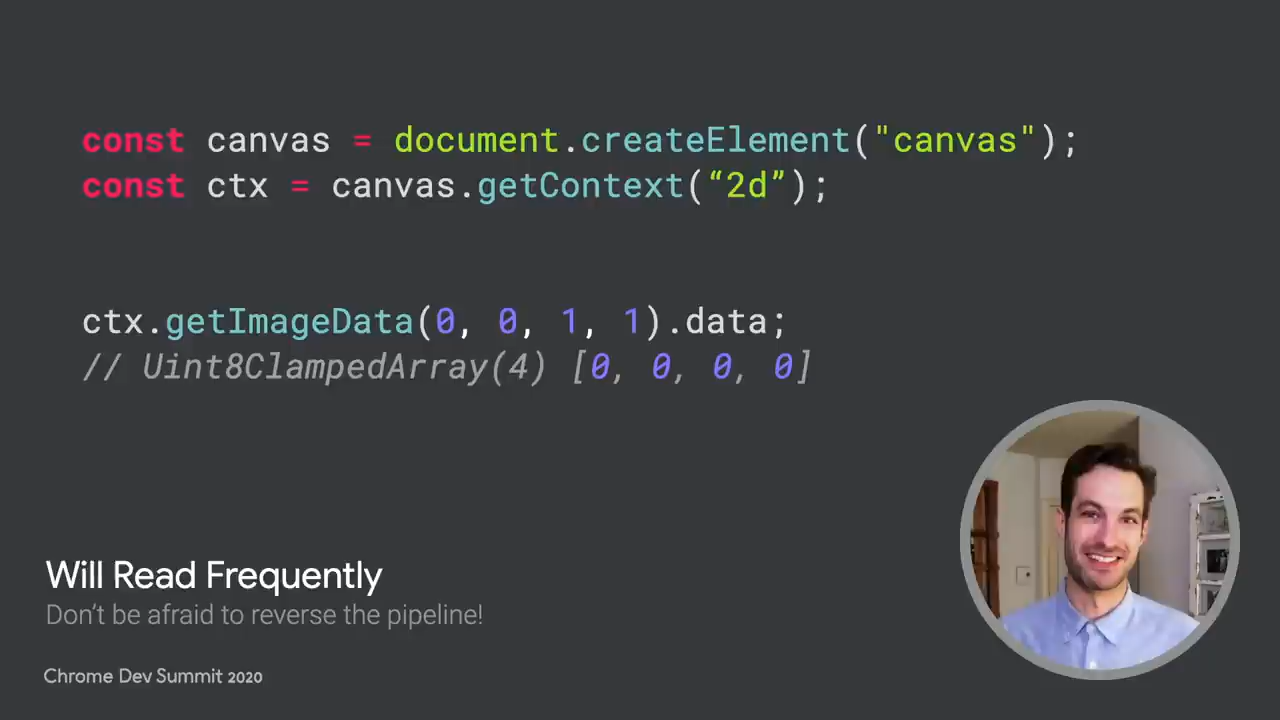 const canvas = document.createElement("canvas");
const ctx = canvas.getContext(“2d”);
ctx.getImageData(0, 0, 1, 1).data;
// Uint8ClampedArray(4) [0, 0, 0, 0]
Will Read Frequently
Don’t be afraid to reverse the pipeline!
Chrome Dev Summit 2020